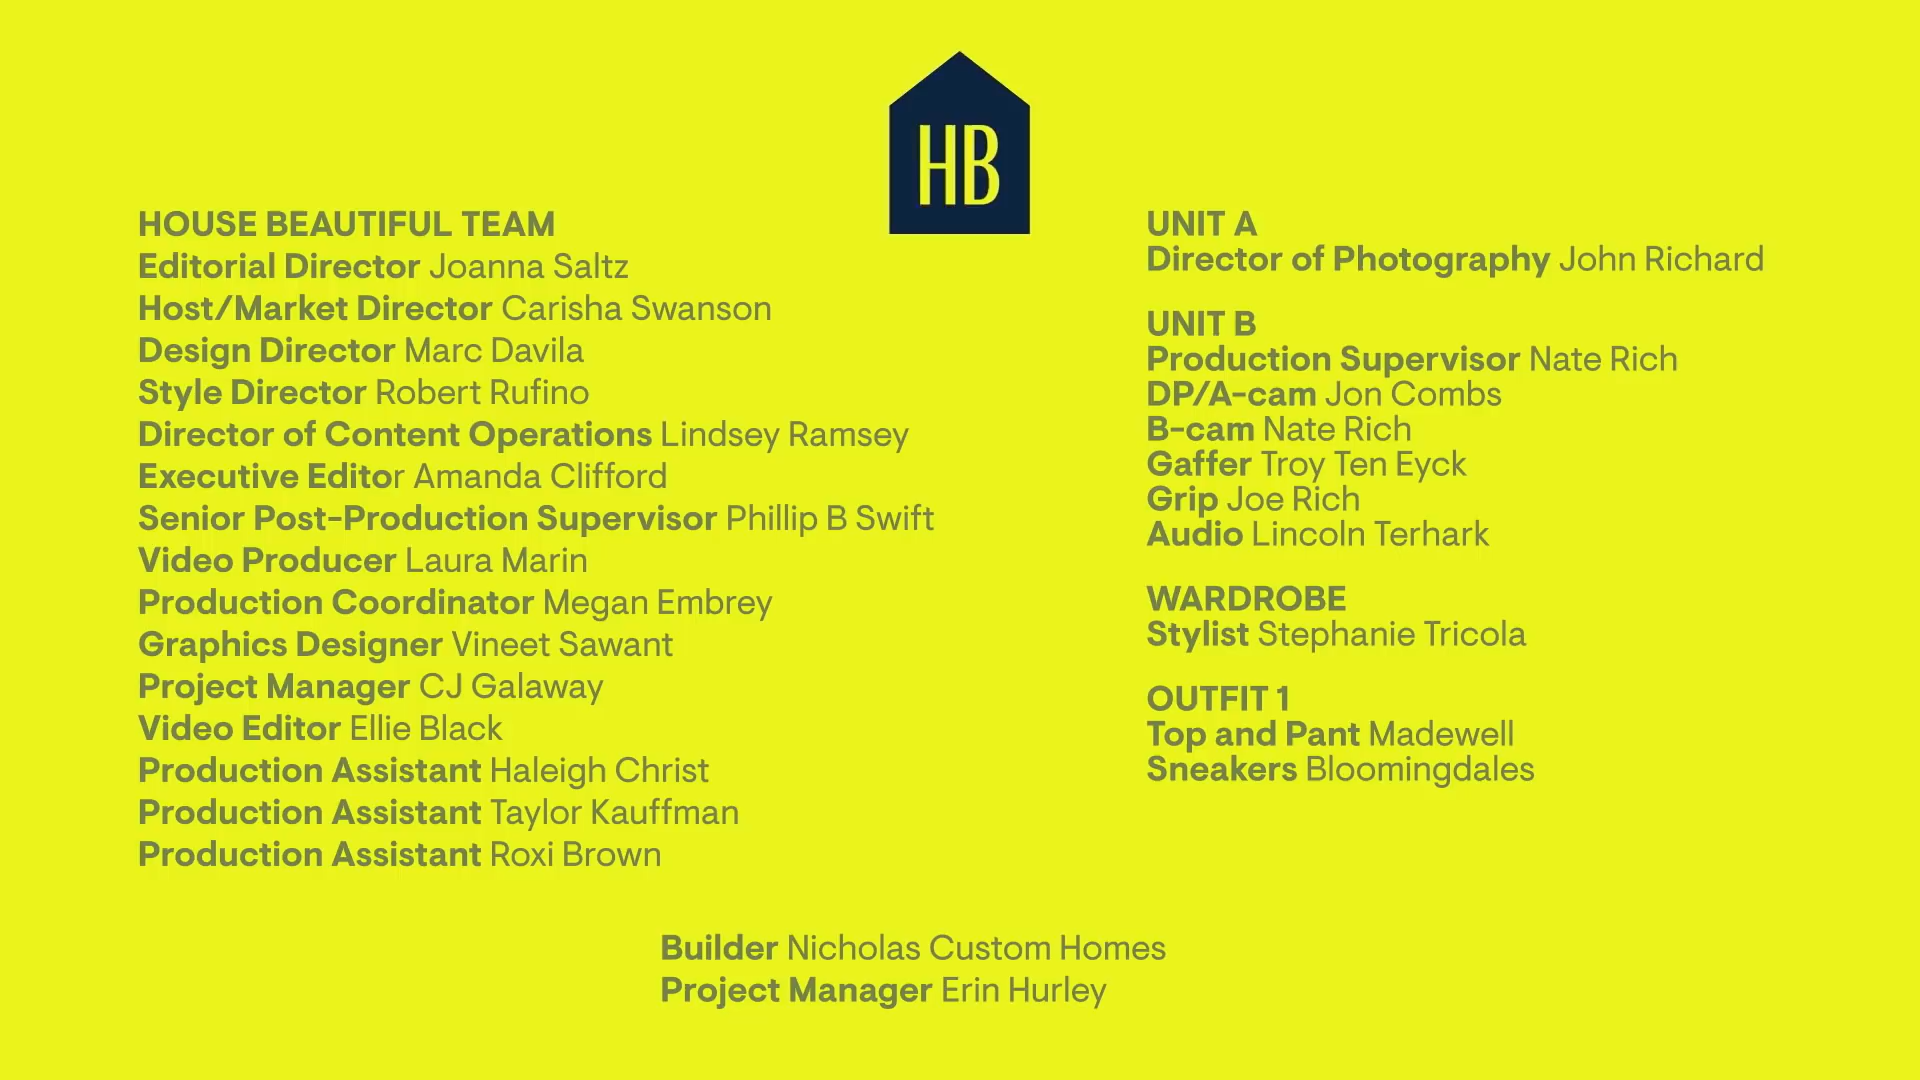 HB
HOUSE BEAUTIFUL TEAM
Editorial Director Joanna Saltz
Host/Market Director Carisha Swanson
Design Director Marc Davila
Style Director Robert Rufino
Director of Content Operations Lindsey Ramsey
Executive Editor Amanda Clifford
Senior Post-Production Supervisor Phillip B Swift
Video Producer Laura Marin
Production Coordinator Megan Embrey
Graphics Designer Vineet Sawant
Project Manager CJ Galaway
Video Editor Ellie Black
Production Assistant Haleigh Christ
Production Assistant Taylor Kauffman
Production Assistant Roxi Brown
UNIT A
Director of Photography John Richard
UNIT B
Production Supervisor Nate Rich
DP/A-cam Jon Combs
B-cam Nate Rich
Gaffer Troy Ten Eyck
Grip Joe Rich
Audio Lincoln Terhark
WARDROBE
Stylist Stephanie Tricola
OUTFIT 1
Top and Pant Madewell
Sneakers Bloomingdales
Builder Nicholas Custom Homes
Project Manager Erin Hurley